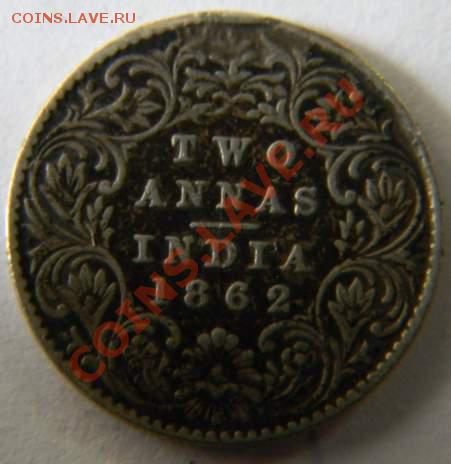 COINS.LAVE.RU
TWO
ANNAS
INDIA
1862
COINS.LAVE.RU